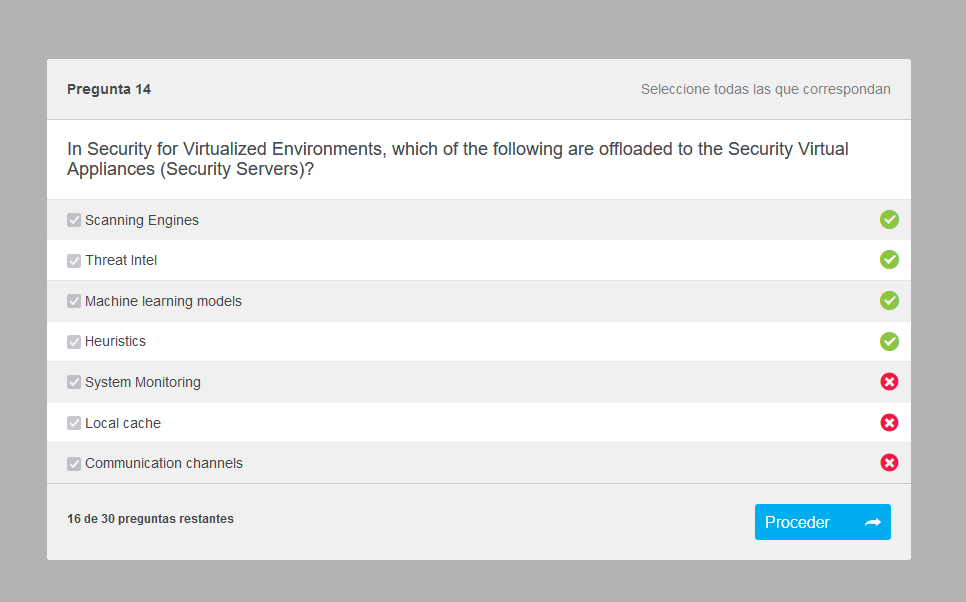 Pregunta 14
Seleccione todas las que correspondan
In Security for Virtualized Environments, which of the following are offloaded to the Security Virtual
Appliances (Security Servers)?
Scanning Engines
Threat Intel
Machine learning models
Heuristics
System Monitoring
Local cache
Communication channels
16 de 30 preguntas restantes
Proceder